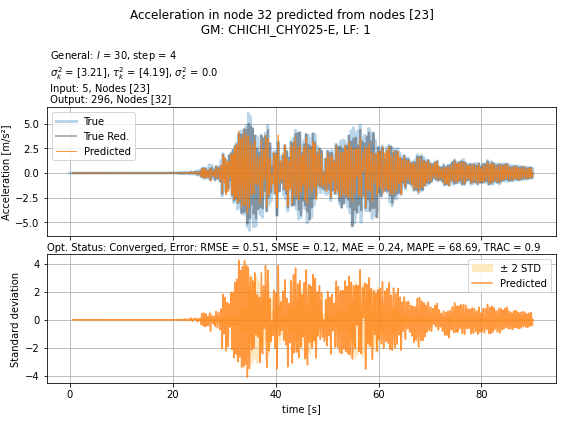 Acceleration in node 32 predicted from nodes [23]
GM: CHICHI_CHY025-E, LF: 1
General: l = 30, step = 4
σ²ₖ = [3.21], τ²ₖ = [4.19], σ²ε = 0.0
Input: 5, Nodes [23]
Output: 296, Nodes [32]
Acceleration [m/s²]
5.0
2.5
0.0
−2.5
−5.0
True
True Red.
Predicted
Opt. Status: Converged, Error: RMSE = 0.51, SMSE = 0.12, MAE = 0.24, MAPE = 68.69, TRAC = 0.9
Standard deviation
4
2
0
−2
−4
± 2 STD
Predicted
0 20 40 60 80
time [s]